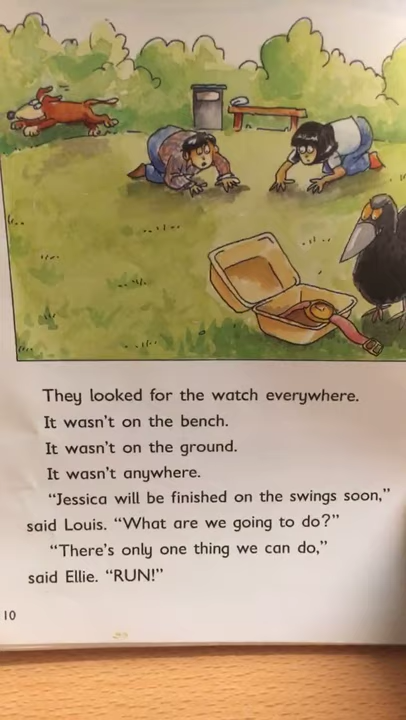 They looked for the watch everywhere.
It wasn't on the bench.
It wasn't on the ground.
It wasn't anywhere.
"Jessica will be finished on the swings soon,"
said Louis. "What are we going to do?"
"There's only one thing we can do,"
said Ellie. "RUN!"
10